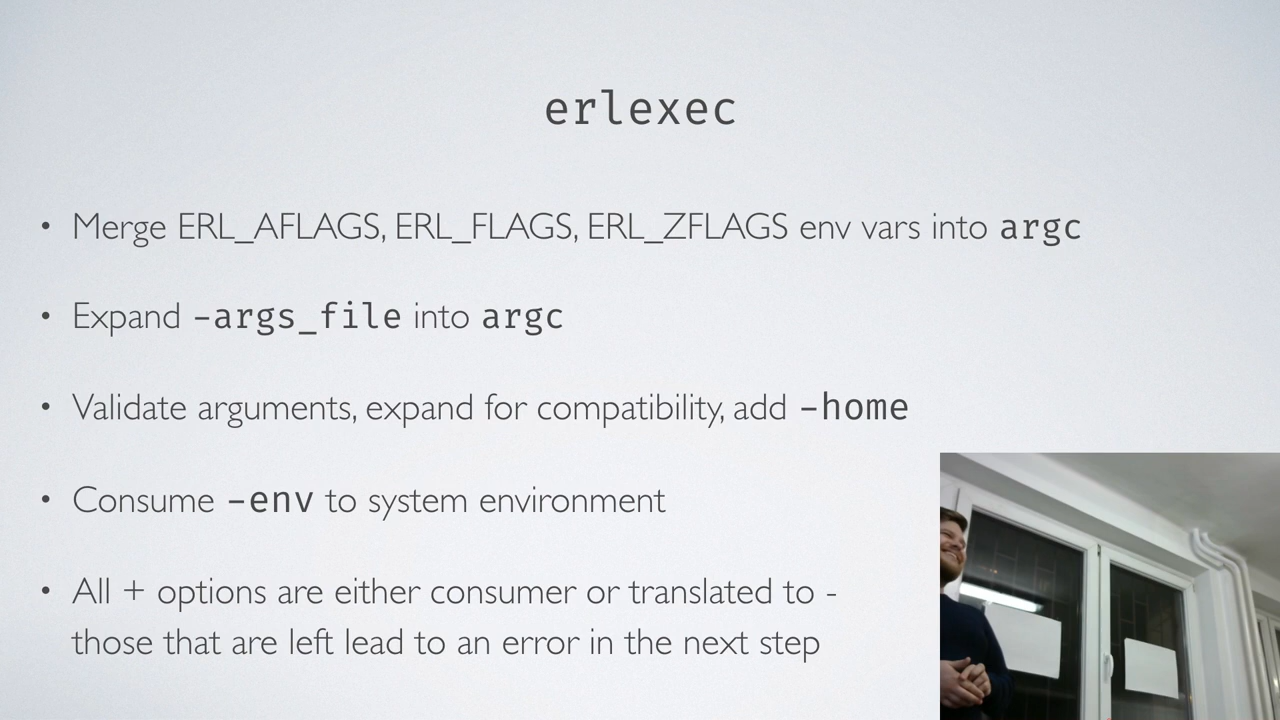 erlexec
• Merge ERL_AFLAGS, ERL_FLAGS, ERL_ZFLAGS env vars into argc
• Expand -args_file into argc
• Validate arguments, expand for compatibility, add -home
• Consume -env to system environment
• All + options are either consumer or translated to -
those that are left lead to an error in the next step